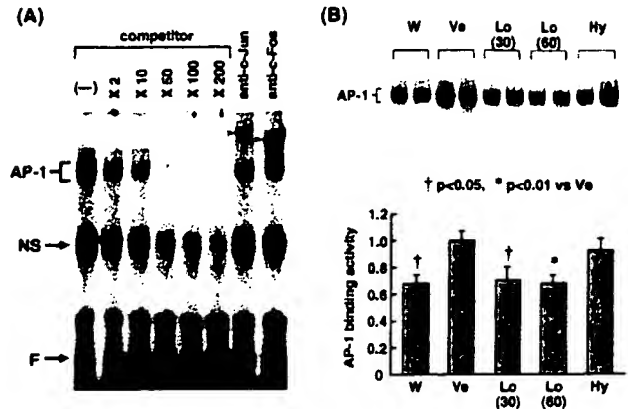 (A)
competitor
(—)
X 2
X 10
X 50
X 100
X 200
anti-c-Jun
anti-c-Fos
AP-1
NS
F
(B)
W Ve Lo (30) Lo (60) Hy
AP-1
† p<0.05, * p<0.01 vs Ve
AP-1 binding activity
1.2
1.0
0.8
0.6
0.4
0.2
0
†
†
*
W Ve Lo (30) Lo (60) Hy